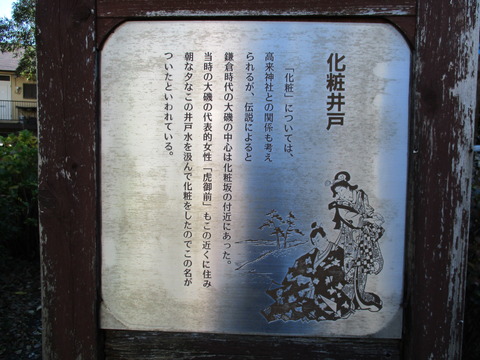 化粧井戸
「化粧」については、
高来神社との関係も考え
られるが、伝説によると
鎌倉時代の大磯の中心は化粧坂の付近にあった。
当時の大磯の代表的女性「虎御前」もこの近くに住み
朝な夕なこの井戸水を汲んで化粧をしたのでこの名が
ついたといわれている。